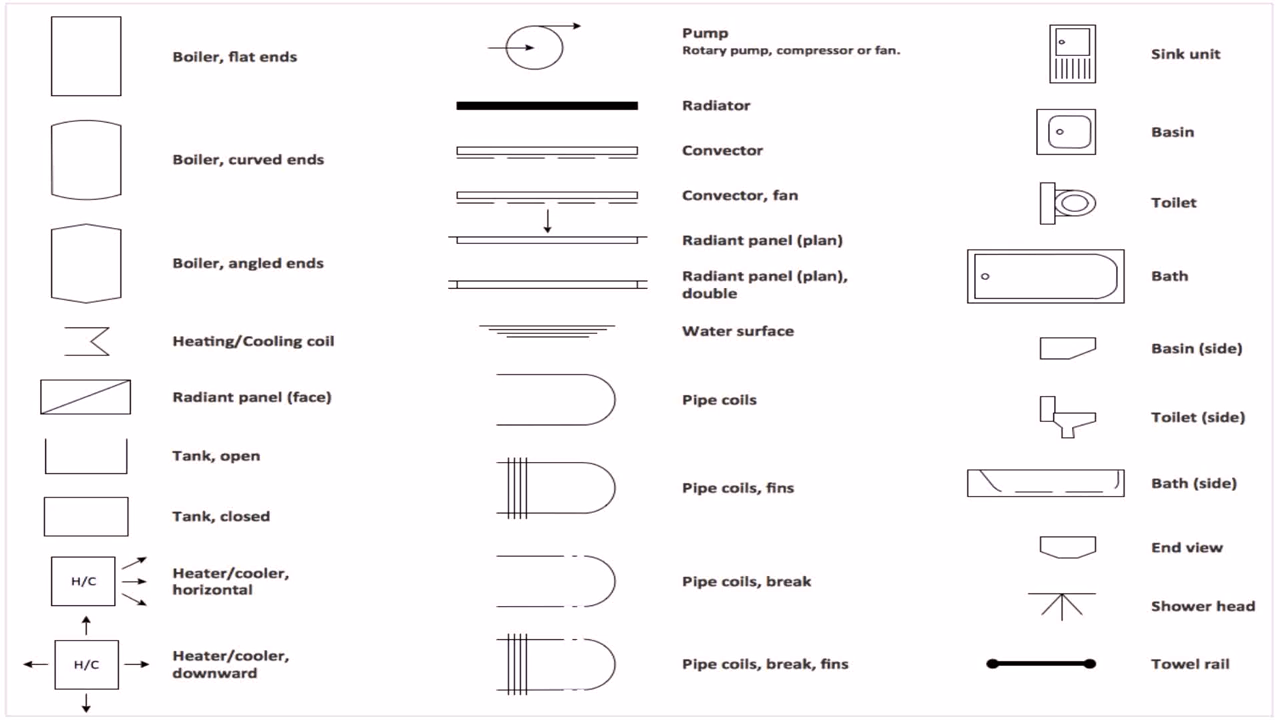 Boiler, flat ends
Boiler, curved ends
Boiler, angled ends
Heating/Cooling coil
Radiant panel (face)
Tank, open
Tank, closed
H/C
Heater/cooler,
horizontal
H/C
Heater/cooler,
downward
Pump
Rotary pump, compressor or fan.
Radiator
Convector
Convector, fan
Radiant panel (plan)
Radiant panel (plan),
double
Water surface
Pipe coils
Pipe coils, fins
Pipe coils, break
Pipe coils, break, fins
Sink unit
Basin
Toilet
Bath
Basin (side)
Toilet (side)
Bath (side)
End view
Shower head
Towel rail